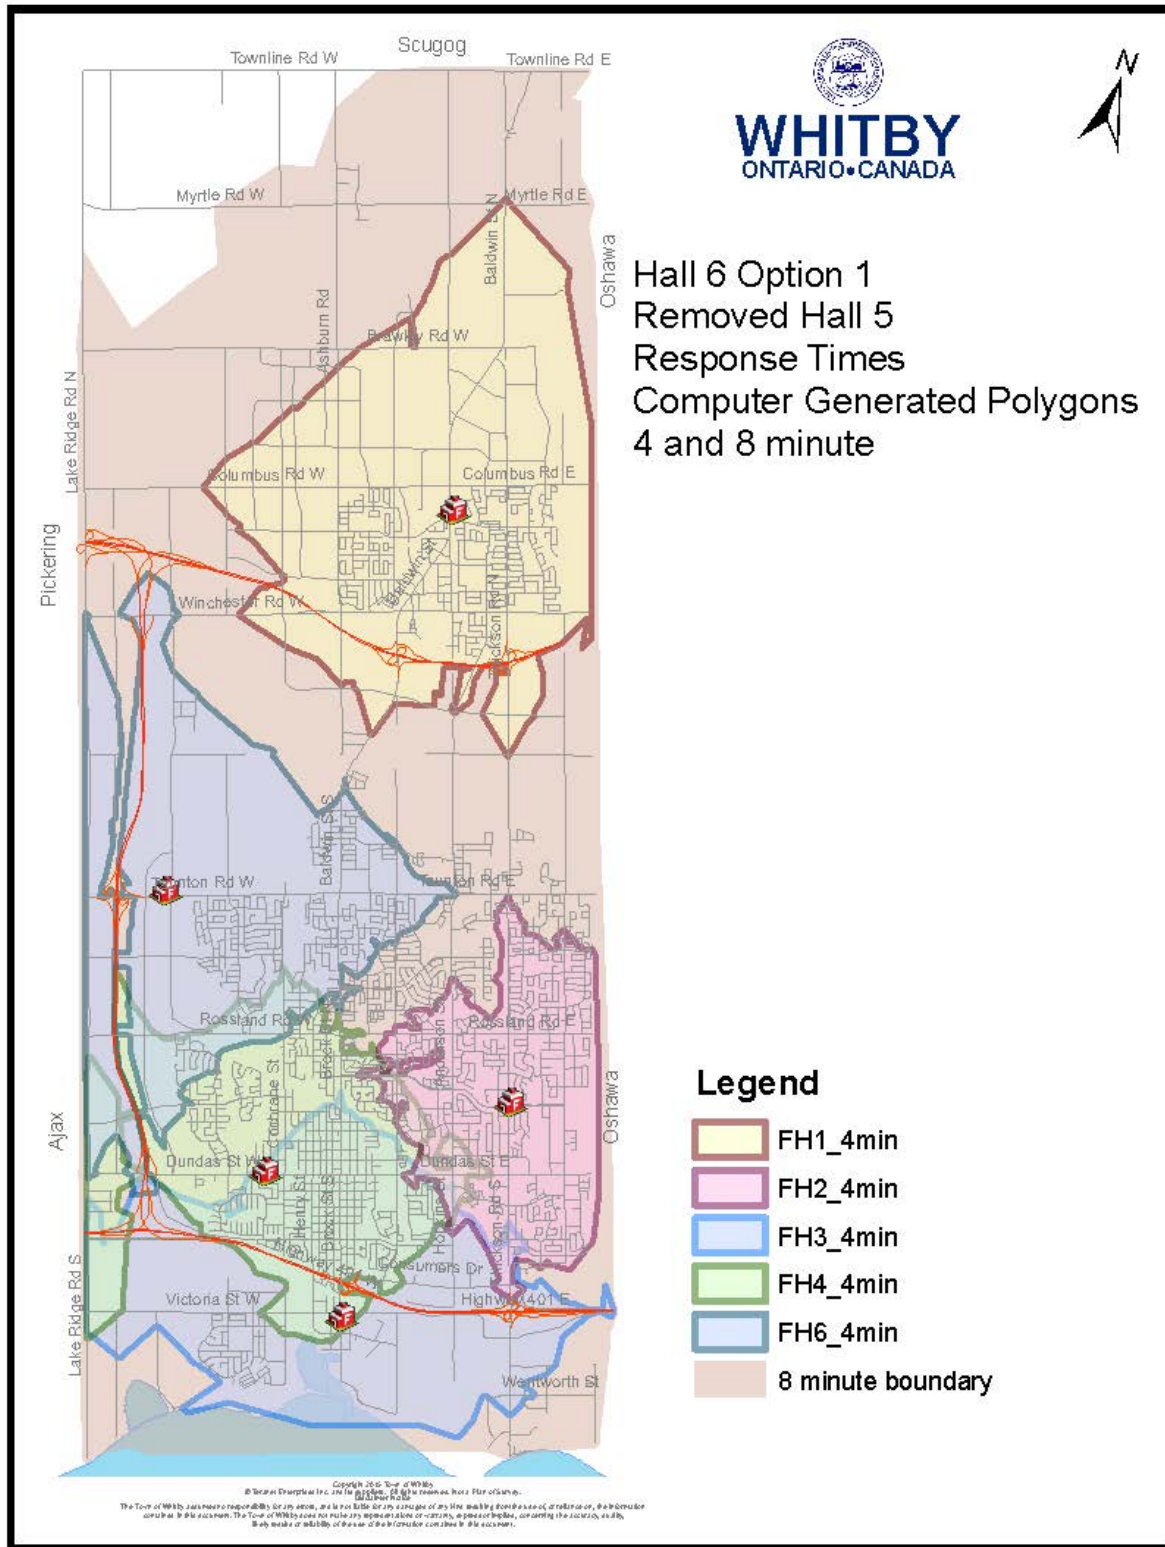 Scugog
Townline Rd W
Townline Rd E
WHITBY
ONTARIO•CANADA
N
Myrtle Rd W
Myrtle Rd E
Baldwin St N
Oshawa
Hall 6 Option 1
Removed Hall 5
Response Times
Computer Generated Polygons
4 and 8 minute
Ashburn Rd
Brawley Rd W
Lake Ridge Rd N
Columbus Rd W
Columbus Rd E
F
Pickering
Baldwin St
Winchester Rd W
Baldwin St S
Taunton Rd W
Taunton Rd E
F
Rossland Rd
Rossland Rd E
Anderson
Brock
Cochrane St
Legend
Ajax
Oshawa
F
FH1_4min
Dundas St W
Dundas St E
F
FH2_4min
Henry St
Brock St S
Hopkins St
FH3_4min
Highway 401 W
Consumers Dr
FH4_4min
Lake Ridge Rd S
Victoria St W
Highway 401 E
F
FH6_4min
Wentworth St
8 minute boundary